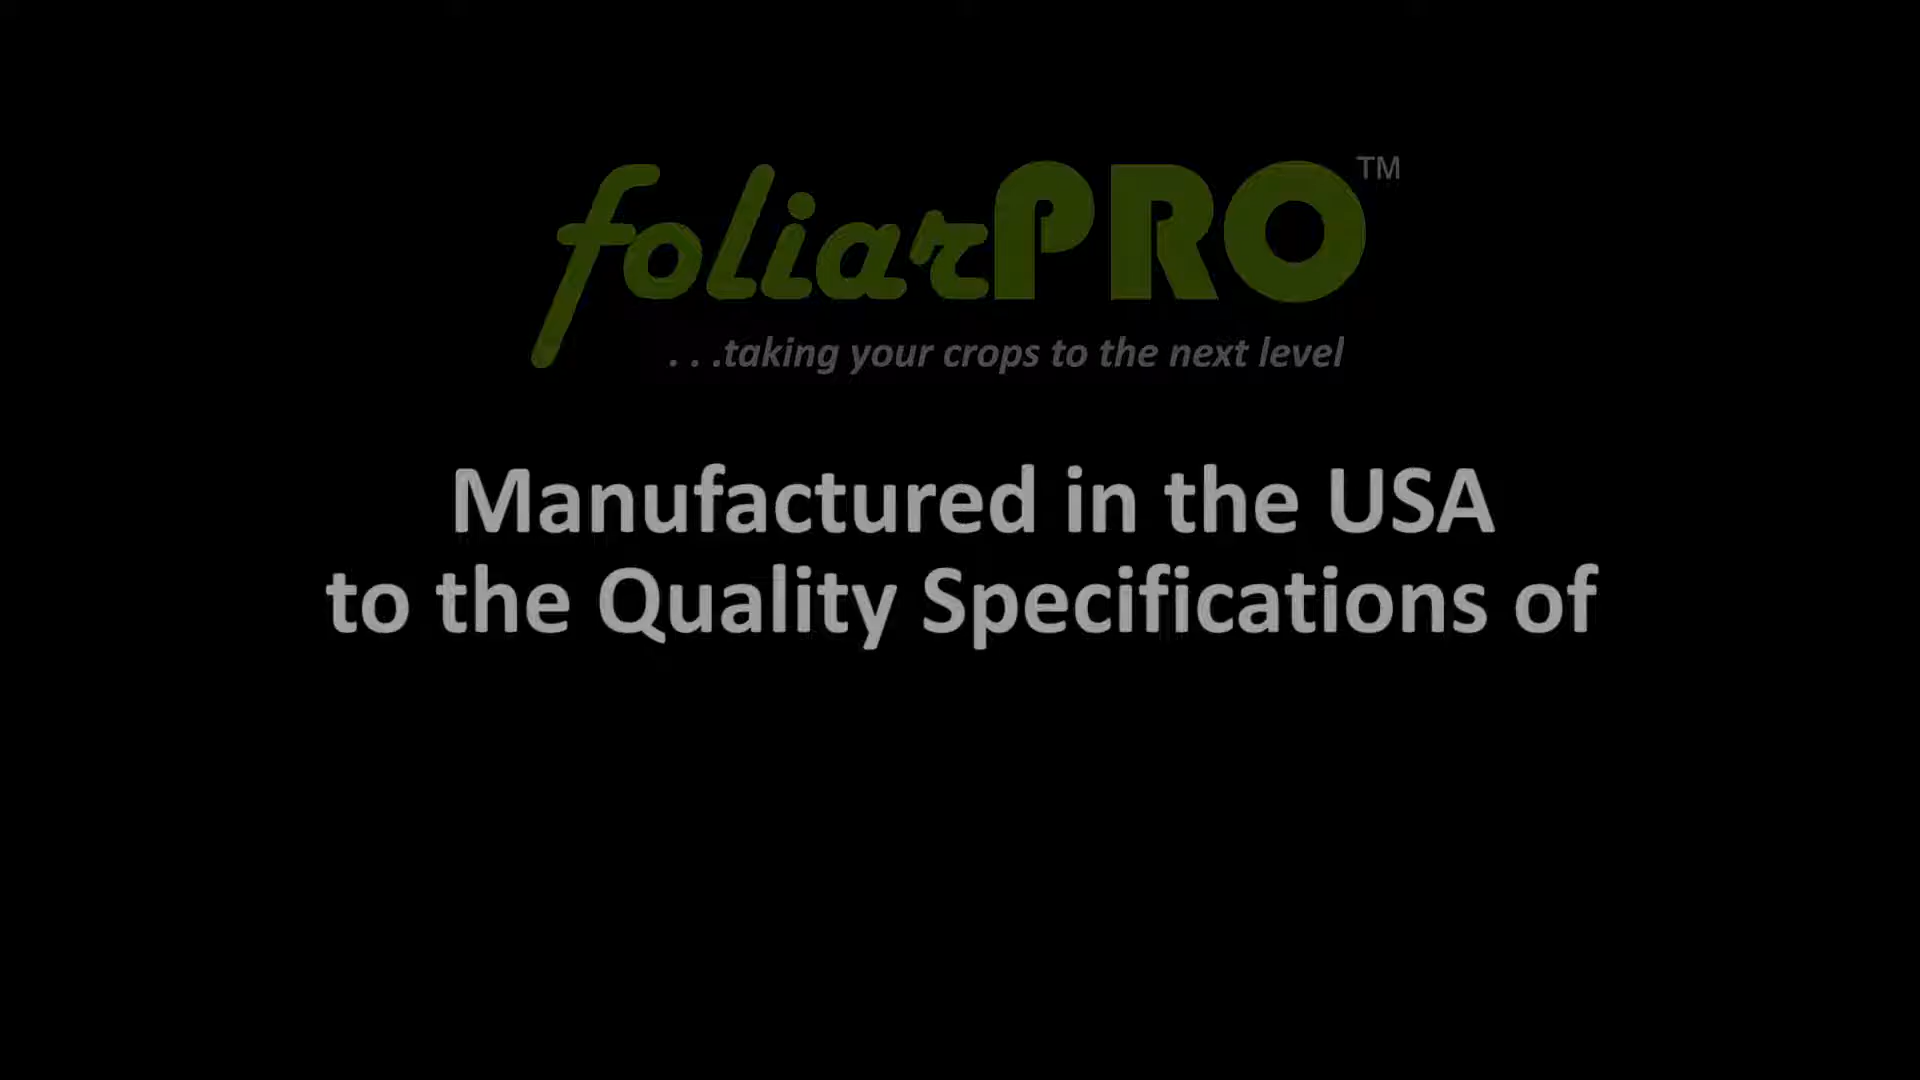 foliarPRO™
. . .taking your crops to the next level
Manufactured in the USA
to the Quality Specifications of